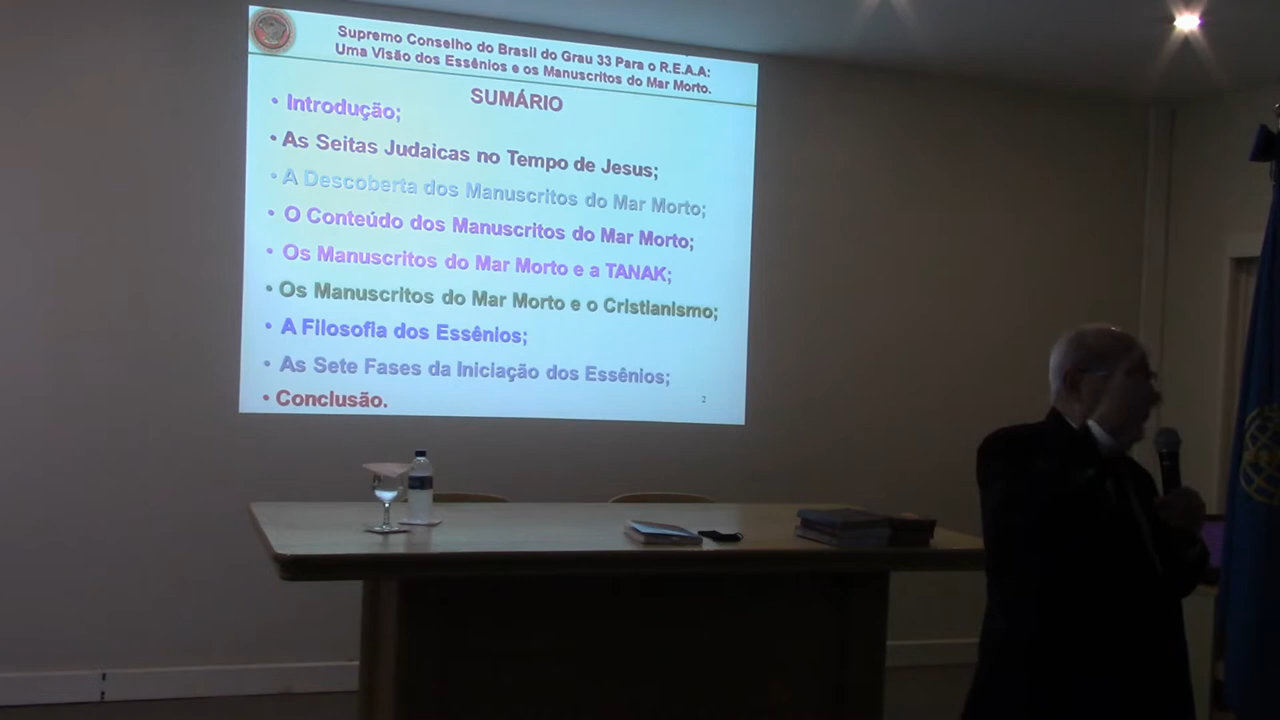 Supremo Conselho do Brasil do Grau 33 Para o R.E.A.A:
Uma Visão dos Essênios e os Manuscritos do Mar Morto.
SUMÁRIO
• Introdução;
• As Seitas Judaicas no Tempo de Jesus;
• A Descoberta dos Manuscritos do Mar Morto;
• O Conteúdo dos Manuscritos do Mar Morto;
• Os Manuscritos do Mar Morto e a TANAK;
• Os Manuscritos do Mar Morto e o Cristianismo;
• A Filosofia dos Essênios;
• As Sete Fases da Iniciação dos Essênios;
• Conclusão.
2